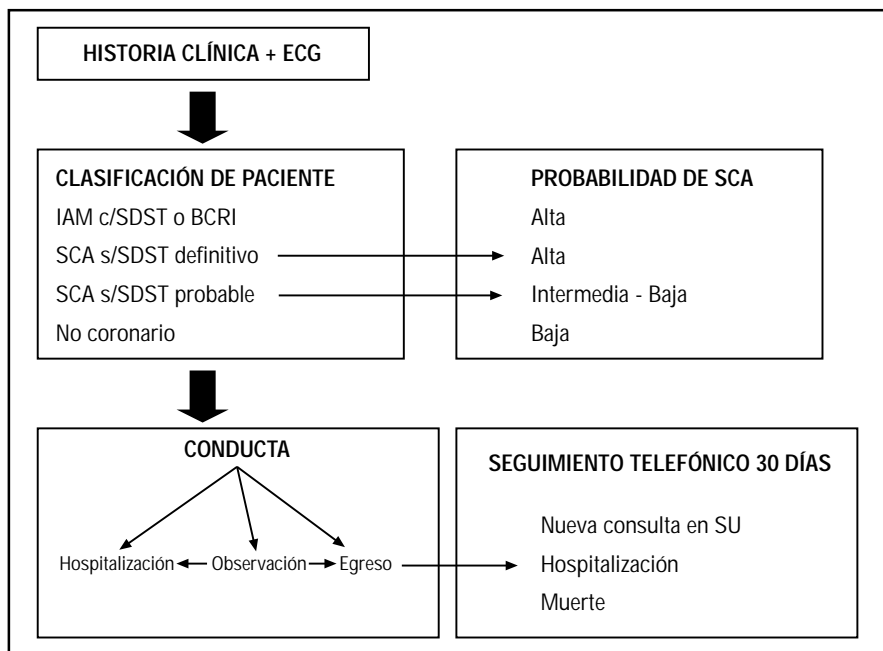 HISTORIA CLÍNICA + ECG
CLASIFICACIÓN DE PACIENTE
IAM c/SDST o BCRI
SCA s/SDST definitivo
SCA s/SDST probable
No coronario
PROBABILIDAD DE SCA
Alta
Alta
Intermedia - Baja
Baja
CONDUCTA
Hospitalización Observación Egreso
SEGUIMIENTO TELEFÓNICO 30 DÍAS
Nueva consulta en SU
Hospitalización
Muerte